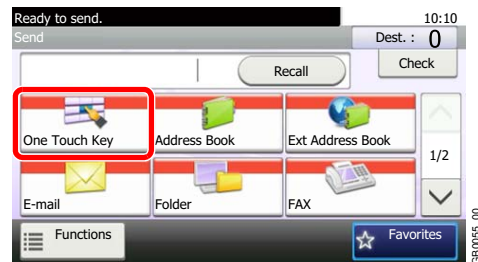 Ready to send.
10:10
Send
Dest. : 0
Recall
Check
One Touch Key
Address Book
Ext Address Book
1/2
E-mail
Folder
FAX
Functions
Favorites
GB0055_00